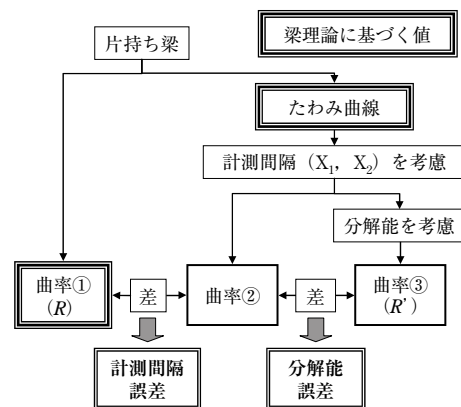 片持ち梁
梁理論に基づく値
たわみ曲線
計測間隔（X₁，X₂）を考慮
分解能を考慮
曲率①
（R）
差
曲率②
差
曲率③
（R'）
計測間隔
誤差
分解能
誤差